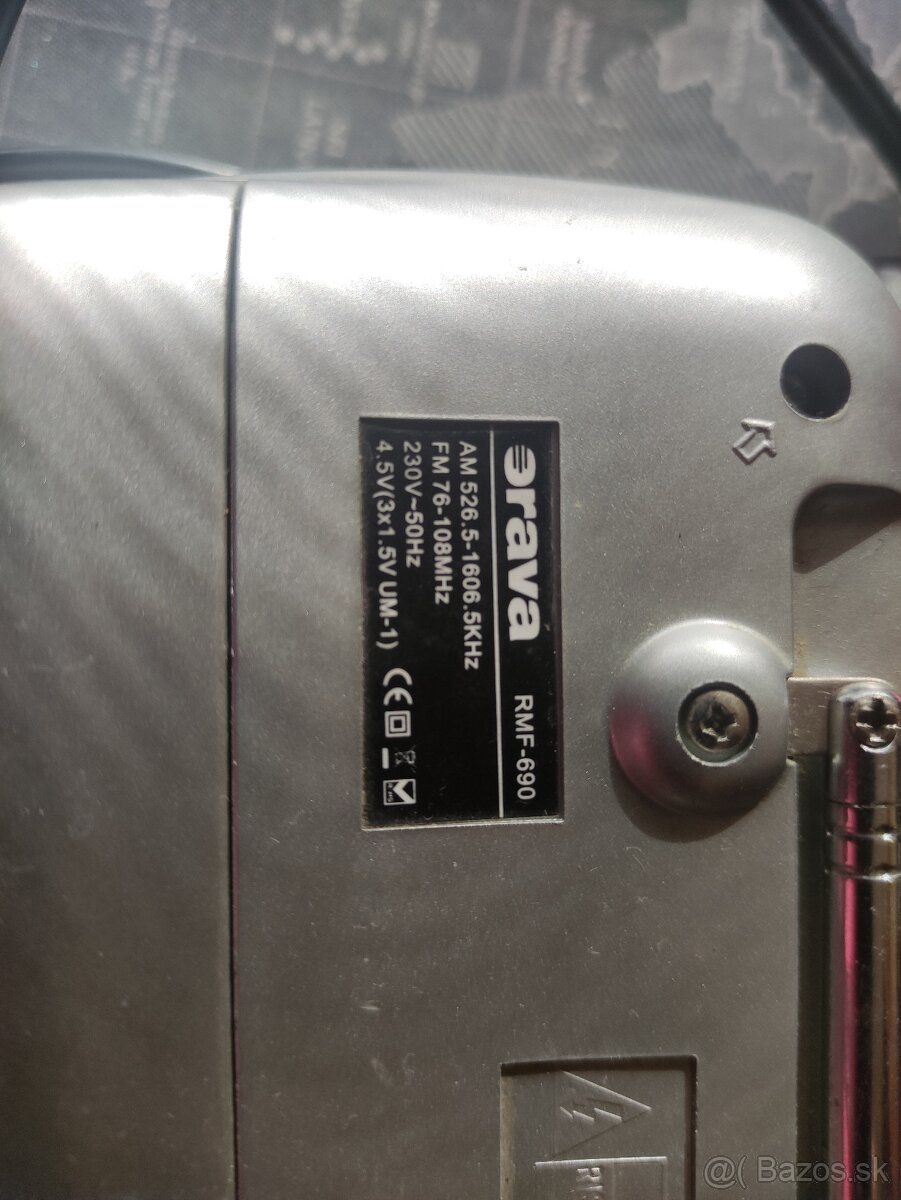 orava RMF-690
AM 526.5-1606.5KHz
FM 76-108MHz
230V~50Hz
4.5V(3x1.5V UM-1) CE
@( Bazos.sk